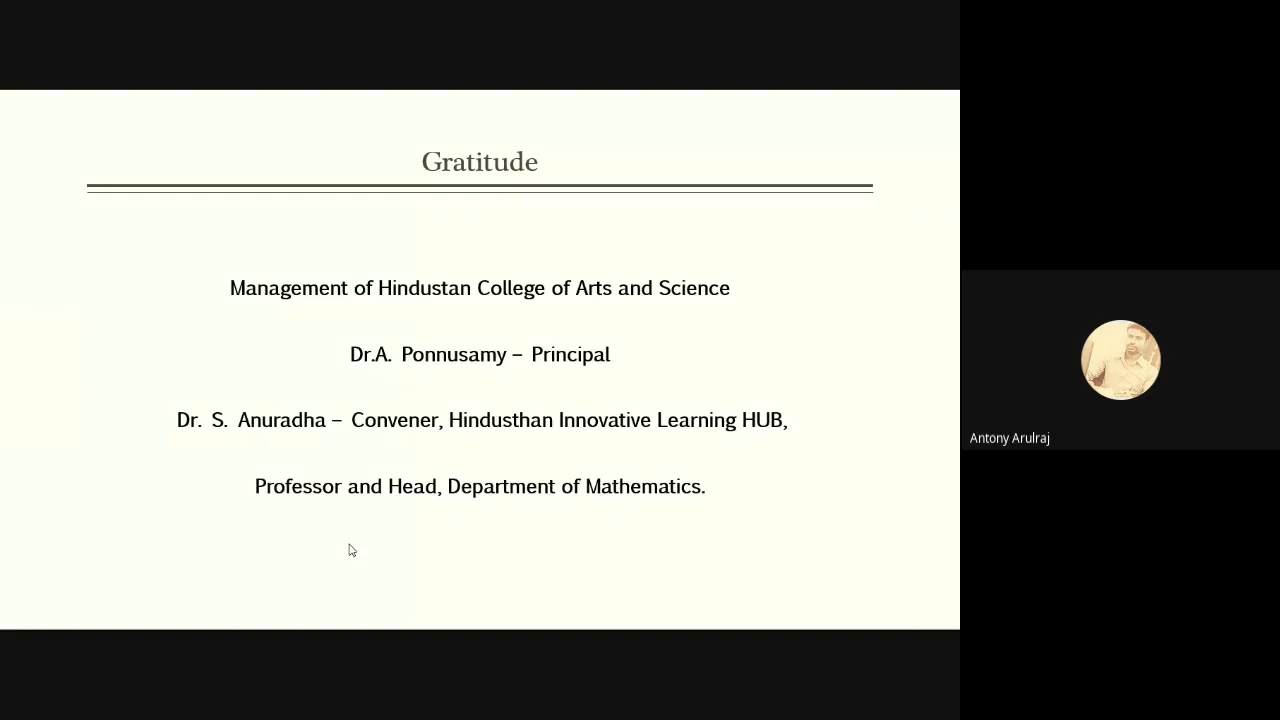 Gratitude
Management of Hindustan College of Arts and Science
Dr.A. Ponnusamy – Principal
Dr. S. Anuradha – Convener, Hindusthan Innovative Learning HUB,
Professor and Head, Department of Mathematics.
Antony Arulraj